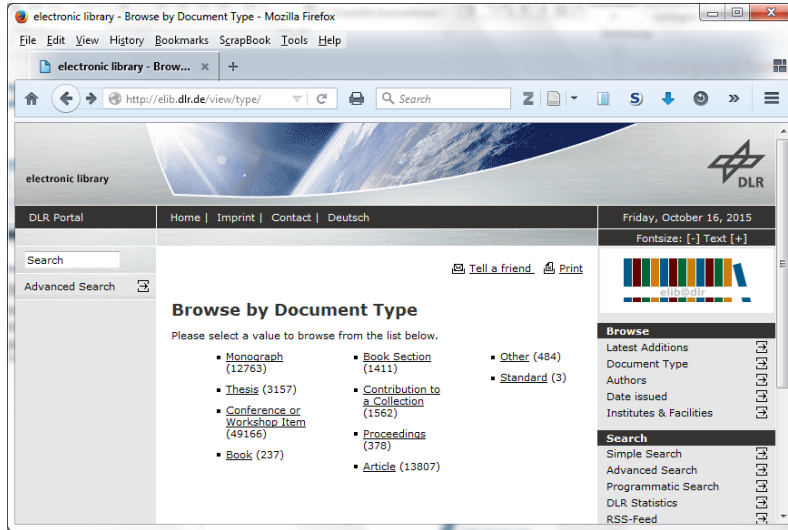 electronic library - Browse by Document Type - Mozilla Firefox
File Edit View History Bookmarks ScrapBook Tools Help
electronic library - Brow... × +
http://elib.dlr.de/view/type/
Search
Z
S)
electronic library
DLR
DLR Portal
Home | Imprint | Contact | Deutsch
Friday, October 16, 2015
Fontsize: [-] Text [+]
Search
Advanced Search
Tell a friend Print
elib@dlr
Browse by Document Type
Please select a value to browse from the list below.
Monograph
(12763)
Thesis (3157)
Conference or
Workshop Item
(49166)
Book (237)
Book Section
(1411)
Contribution to
a Collection
(1562)
Proceedings
(378)
Article (13807)
Other (484)
Standard (3)
Browse
Latest Additions
Document Type
Authors
Date issued
Institutes & Facilities
Search
Simple Search
Advanced Search
Programmatic Search
DLR Statistics
RSS-Feed